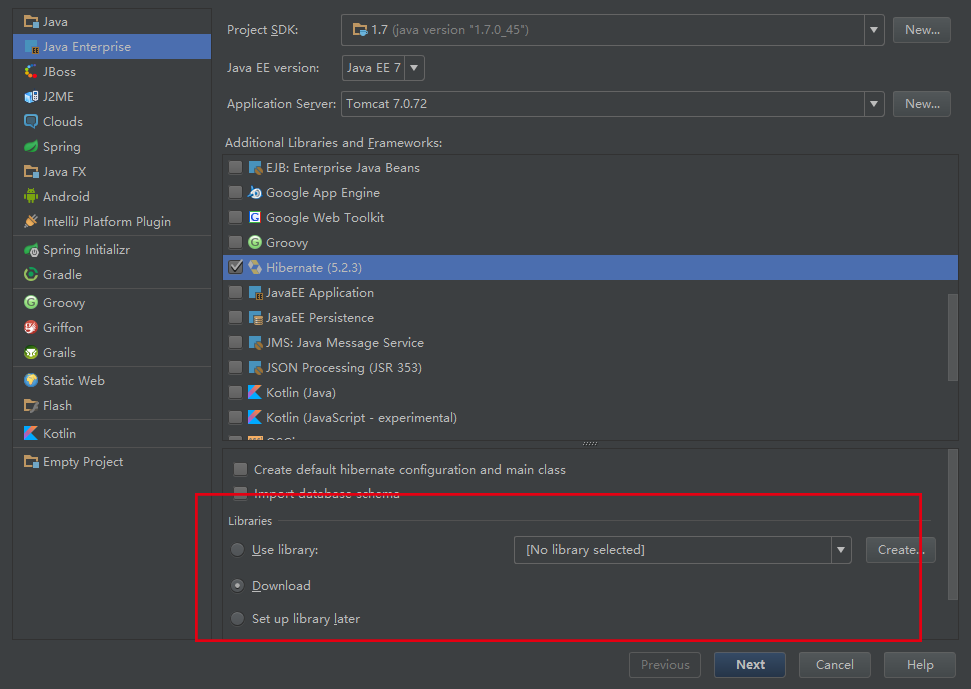 Java
Java Enterprise
JBoss
J2ME
Clouds
Spring
Java FX
Android
IntelliJ Platform Plugin
Spring Initializr
Gradle
Groovy
Griffon
Grails
Static Web
Flash
Kotlin
Empty Project
Project SDK: 1.7 (java version "1.7.0_45") New...
Java EE version: Java EE 7
Application Server: Tomcat 7.0.72 New...
Additional Libraries and Frameworks:
EJB: Enterprise Java Beans
Google App Engine
Google Web Toolkit
Groovy
Hibernate (5.2.3)
JavaEE Application
JavaEE Persistence
JMS: Java Message Service
JSON Processing (JSR 353)
Kotlin (Java)
Kotlin (JavaScript - experimental)
Create default hibernate configuration and main class
Import database schema
Libraries
Use library: [No library selected] Create...
Download
Set up library later
Previous Next Cancel Help